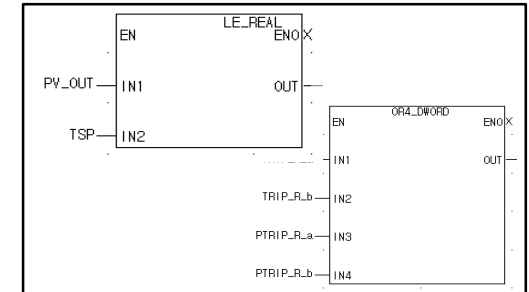 LE_REAL
EN ENO X
PV_OUT IN1 OUT
TSP IN2
OR4_DWORD
EN ENO X
IN1 OUT
TRIP_R_b IN2
PTRIP_R_a IN3
PTRIP_R_b IN4